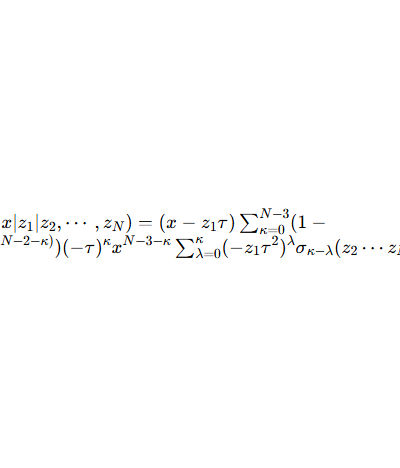 x|z_1|z_2, ⋯ , z_N) = (x − z_1τ) ∑_{κ=0}^{N−3} (1 −
^{N−2−κ)})(−τ)^κ x^{N−3−κ} ∑_{λ=0}^{κ} (−z_1τ^2)^λ σ_{κ−λ}(z_2 ⋯ z